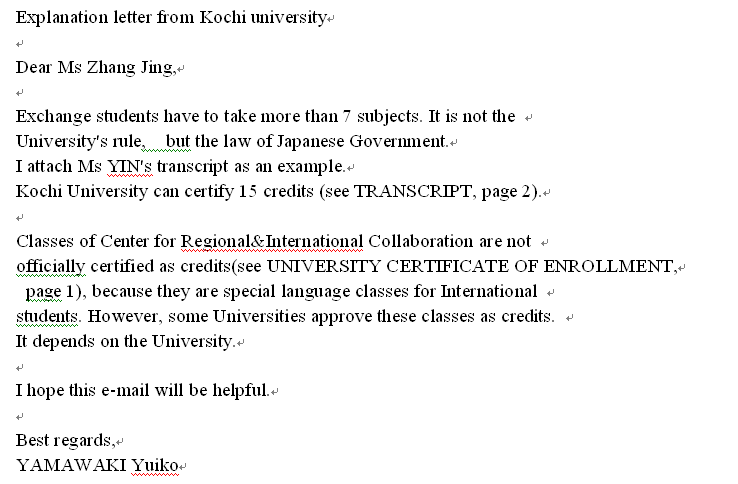 Explanation letter from Kochi university
Dear Ms Zhang Jing,
Exchange students have to take more than 7 subjects. It is not the
University's rule, but the law of Japanese Government.
I attach Ms YIN's transcript as an example.
Kochi University can certify 15 credits (see TRANSCRIPT, page 2).
Classes of Center for Regional&International Collaboration are not
officially certified as credits(see UNIVERSITY CERTIFICATE OF ENROLLMENT,
page 1), because they are special language classes for International
students. However, some Universities approve these classes as credits.
It depends on the University.
I hope this e-mail will be helpful.
Best regards,
YAMAWAKI Yuiko